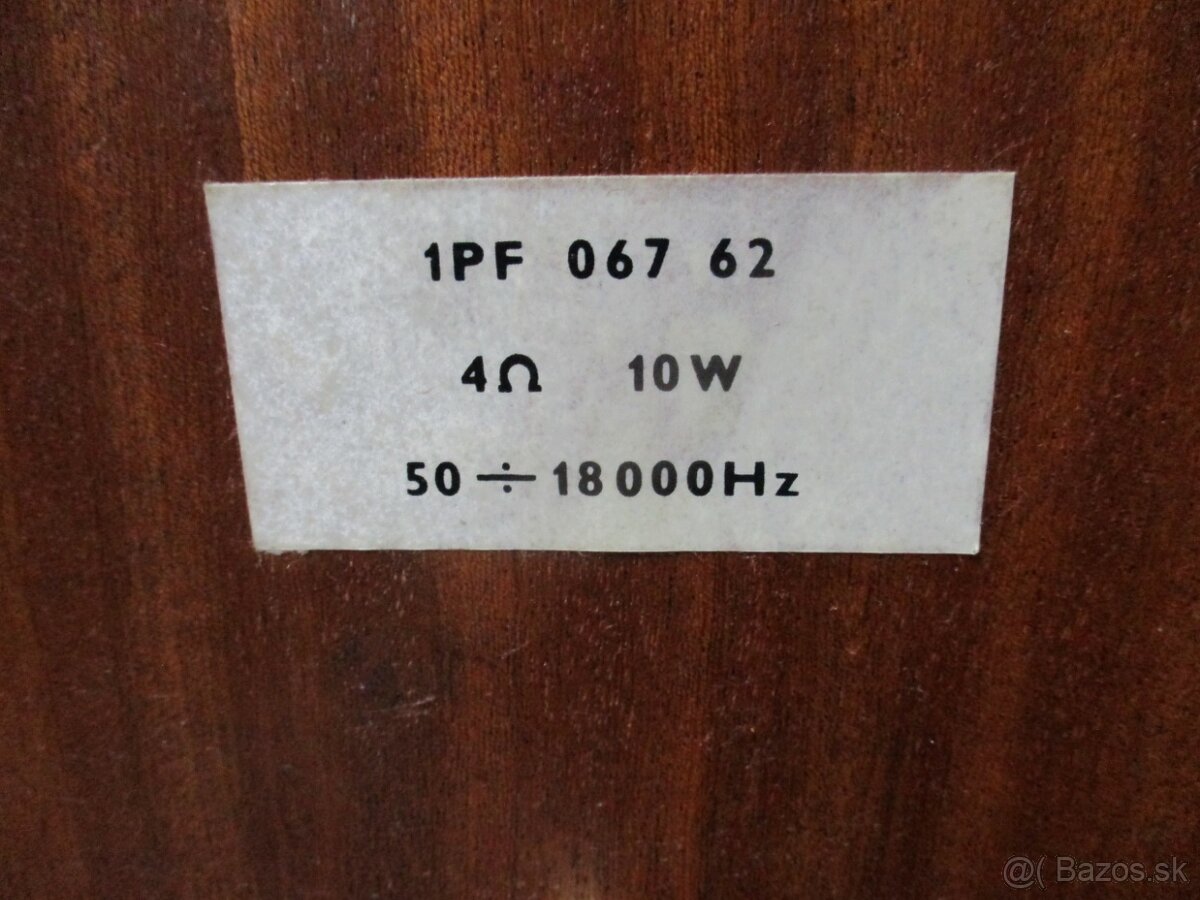 1PF 067 62
4Ω 10W
50 ÷ 18000Hz
@( Bazos.sk